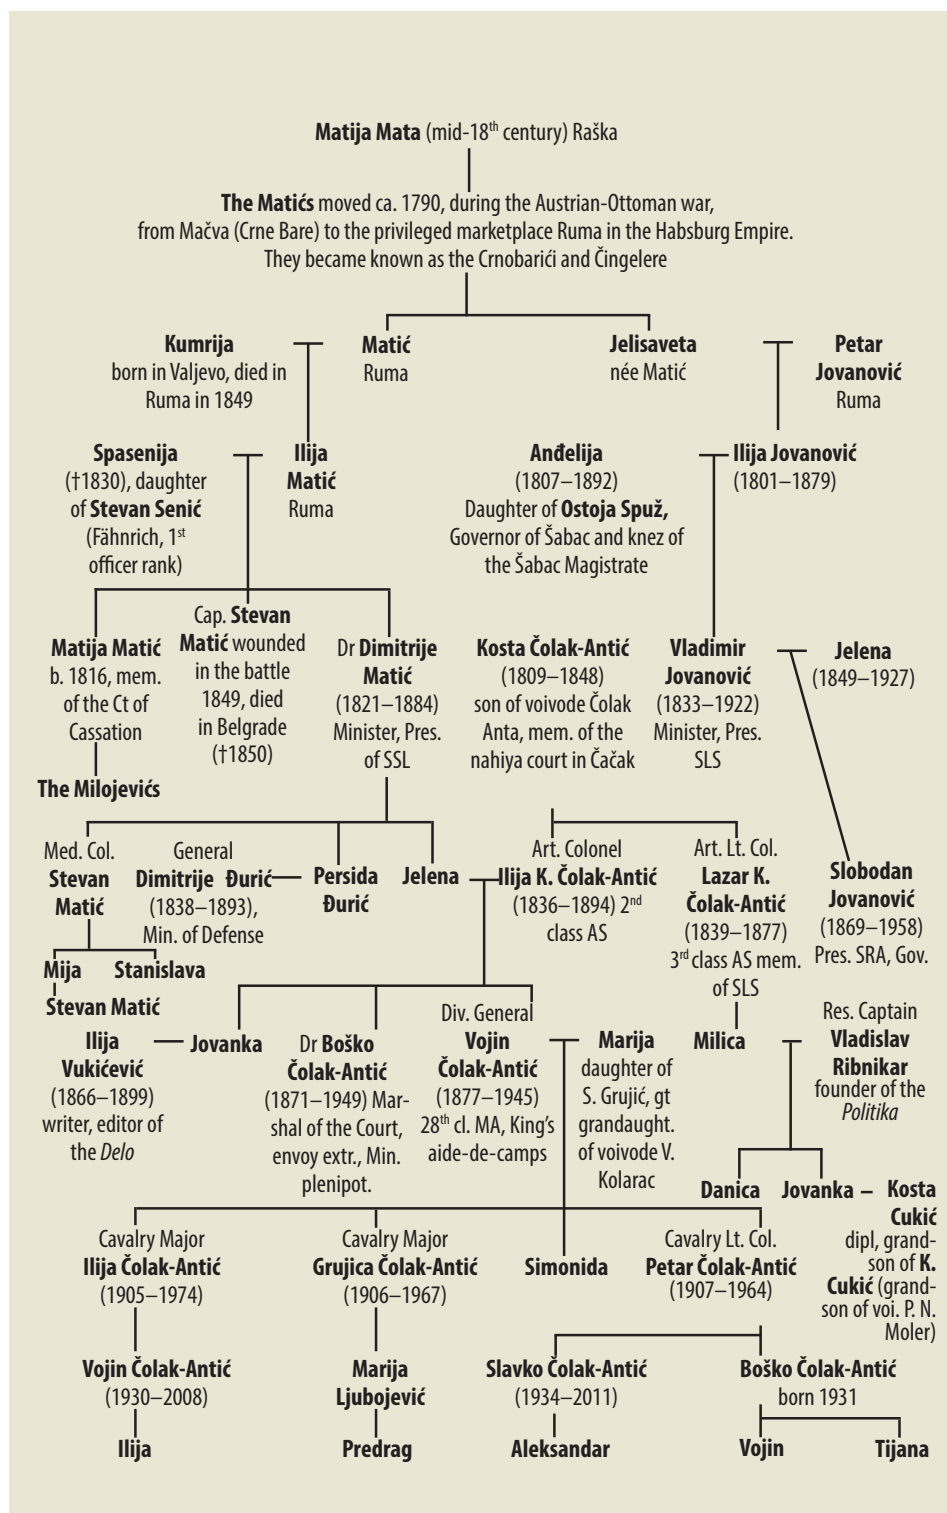 Matija Mata (mid-18th century) Raška
The Matićs moved ca. 1790, during the Austrian-Ottoman war,
from Mačva (Crne Bare) to the privileged marketplace Ruma in the Habsburg Empire.
They became known as the Crnobarići and Čingelere
Kumrija
born in Valjevo, died in
Ruma in 1849
Matić
Ruma
Jelisaveta
née Matić
Petar
Jovanović
Ruma
Spasenija
(†1830), daughter
of Stevan Senić
(Fähnrich, 1st
officer rank)
Ilija
Matić
Ruma
Anđelija
(1807–1892)
Daughter of Ostoja Spuž,
Governor of Šabac and knez of
the Šabac Magistrate
Ilija Jovanović
(1801–1879)
Matija Matić
b. 1816, mem.
of the Ct of
Cassation
The Milojevićs
Cap. Stevan
Matić wounded
in the battle
1849, died
in Belgrade
(†1850)
Dr Dimitrije
Matić
(1821–1884)
Minister, Pres.
of SSL
Kosta Čolak-Antić
(1809–1848)
son of voivode Čolak
Anta, mem. of the
nahiya court in Čačak
Vladimir
Jovanović
(1833–1922)
Minister, Pres.
SLS
Jelena
(1849–1927)
Med. Col.
Stevan
Matić
General
Dimitrije Đurić
(1838–1893),
Min. of Defense
Persida
Đurić
Jelena
Art. Colonel
Ilija K. Čolak-Antić
(1836–1894) 2nd
class AS
Art. Lt. Col.
Lazar K.
Čolak-Antić
(1839–1877)
3rd class AS mem.
of SLS
Slobodan
Jovanović
(1869–1958)
Pres. SRA, Gov.
Mija
Stanislava
Stevan Matić
Ilija
Vukićević
(1866–1899)
writer, editor of
the Delo
Jovanka
Dr Boško
Čolak-Antić
(1871–1949) Mar-
shal of the Court,
envoy extr., Min.
plenipot.
Div. General
Vojin
Čolak-Antić
(1877–1945)
28th cl. MA, King's
aide-de-camps
Marija
daughter of
S. Grujić, gt
grandaught.
of voivode V.
Kolarac
Milica
Res. Captain
Vladislav
Ribnikar
founder of the
Politika
Danica
Jovanka – Kosta
Cukić
dipl, grand-
son of K.
Cukić (grand-
son of voi. P. N.
Moler)
Cavalry Major
Ilija Čolak-Antić
(1905–1974)
Cavalry Major
Grujica Čolak-Antić
(1906–1967)
Simonida
Cavalry Lt. Col.
Petar Čolak-Antić
(1907–1964)
Vojin Čolak-Antić
(1930–2008)
Marija
Ljubojević
Slavko Čolak-Antić
(1934–2011)
Boško Čolak-Antić
born 1931
Ilija
Predrag
Aleksandar
Vojin
Tijana